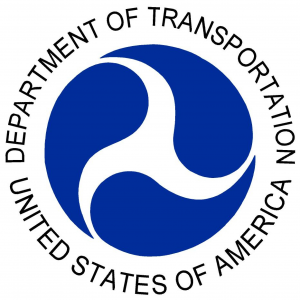 DEPARTMENT OF TRANSPORTATION
UNITED STATES OF AMERICA